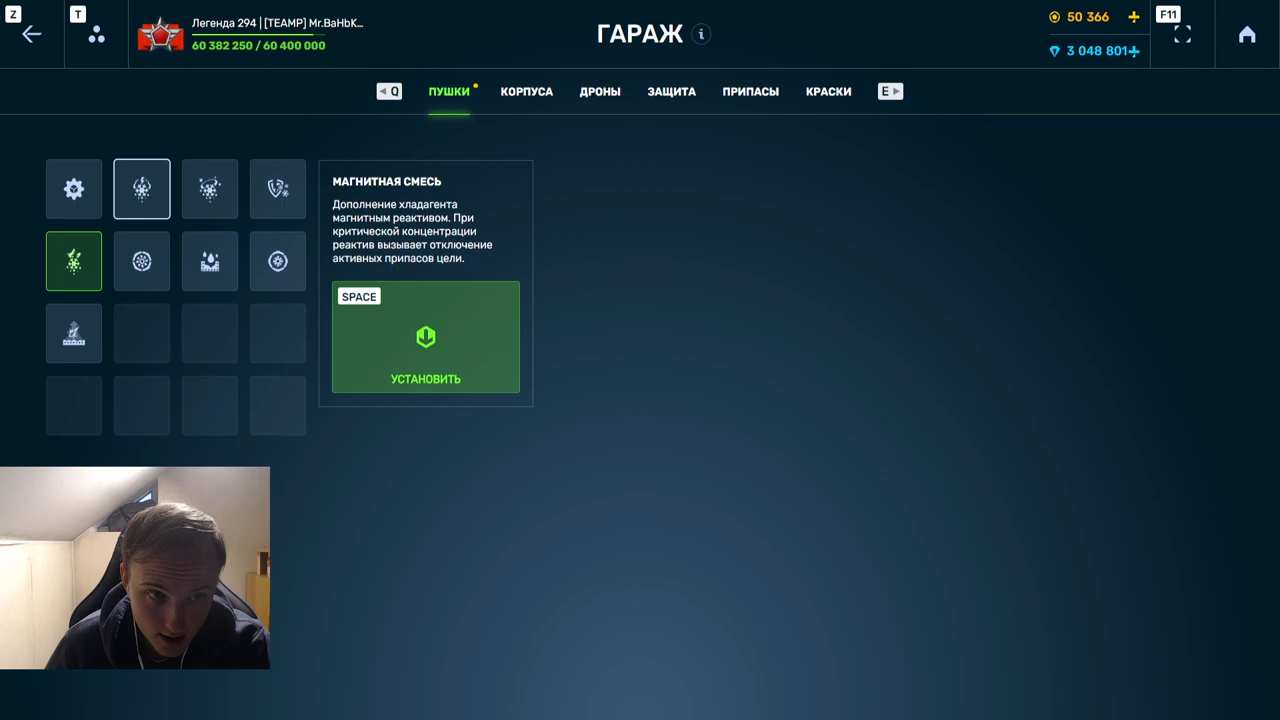 Z
T
Легенда 294 | [TEAMP] Mr.BaHbK...
60 382 250 / 60 400 000
ГАРАЖ
50 366
3 048 801
F11
Q
ПУШКИ
КОРПУСА
ДРОНЫ
ЗАЩИТА
ПРИПАСЫ
КРАСКИ
E
МАГНИТНАЯ СМЕСЬ
Дополнение хладагента
магнитным реактивом. При
критической концентрации
реактив вызывает отключение
активных припасов цели.
SPACE
УСТАНОВИТЬ